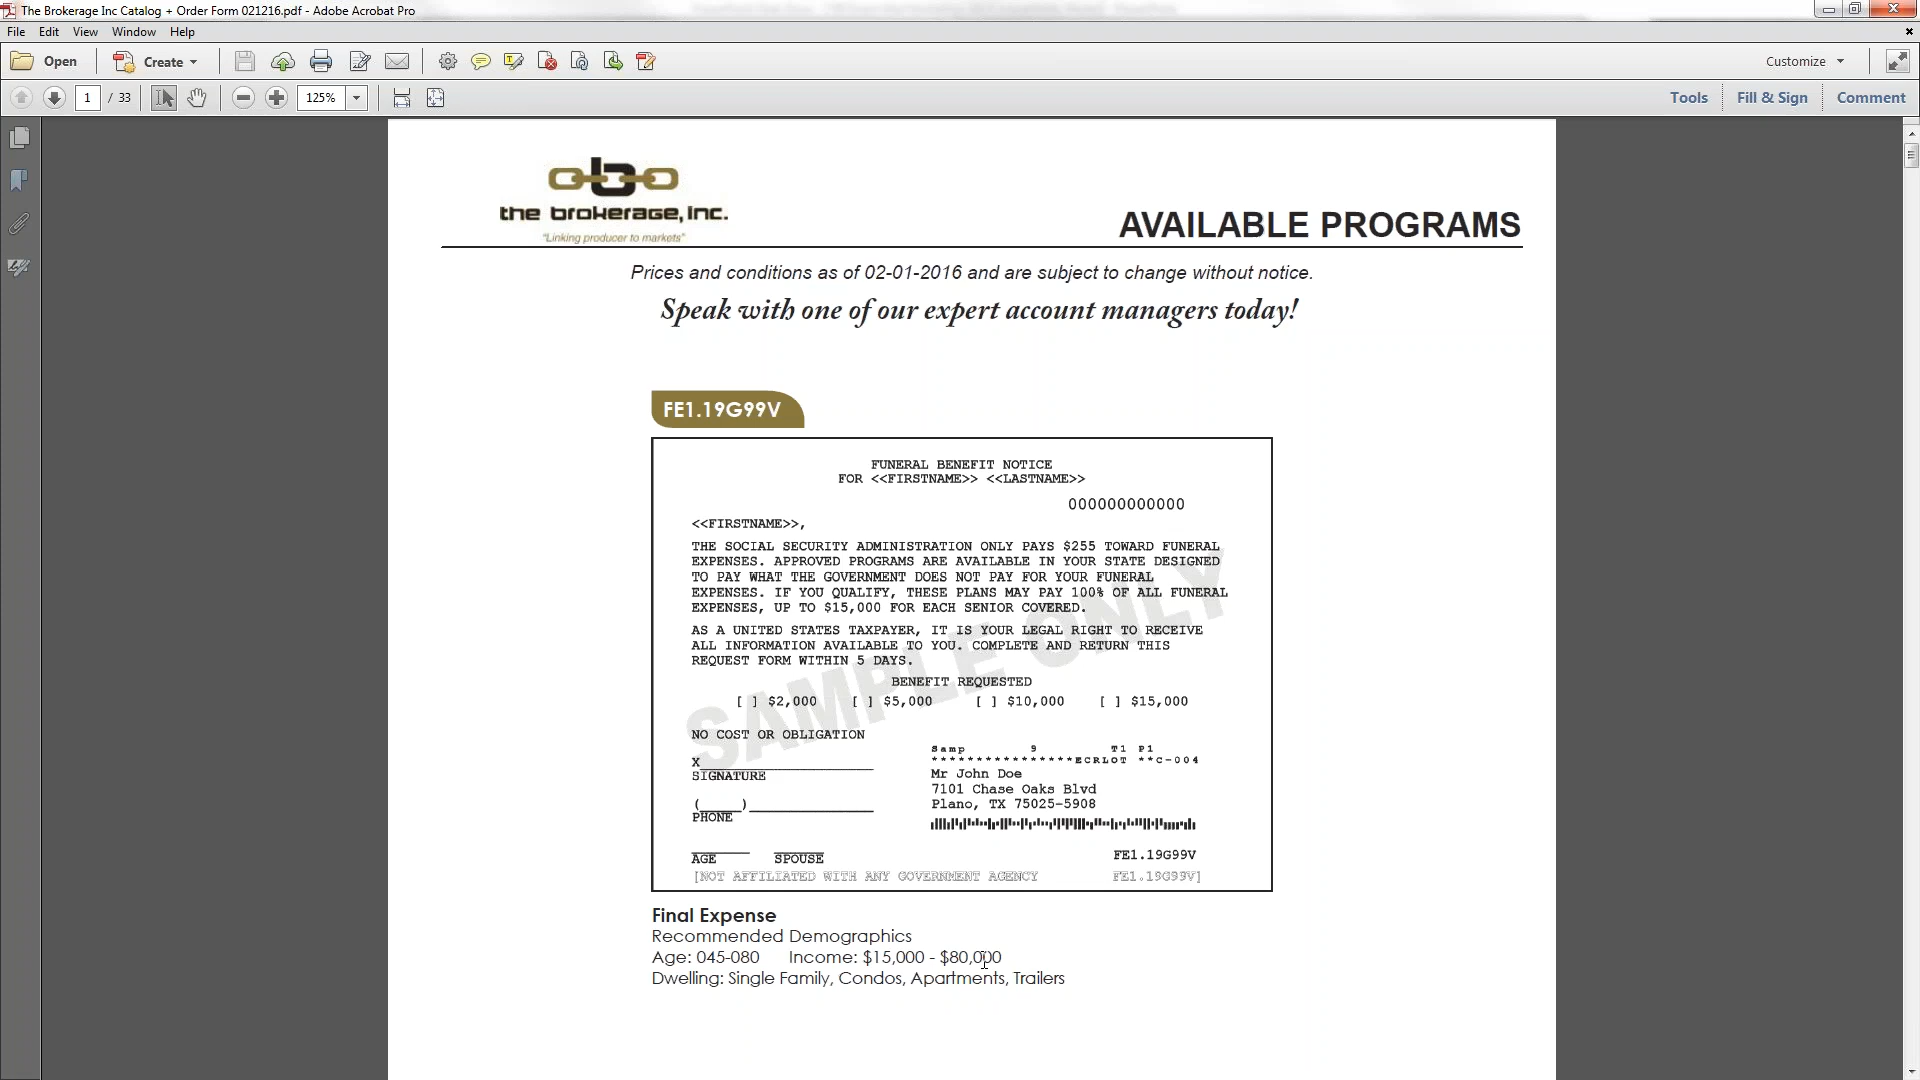 The Brokerage Inc Catalog + Order Form 021216.pdf - Adobe Acrobat Pro
File Edit View Window Help
Open Create Customize
1 / 33 125% Tools Fill & Sign Comment
obo
the brokerage, inc.
"Linking producer to markets"
AVAILABLE PROGRAMS
Prices and conditions as of 02-01-2016 and are subject to change without notice.
Speak with one of our expert account managers today!
FE1.19G99V
FUNERAL BENEFIT NOTICE
FOR <<FIRSTNAME>> <<LASTNAME>>
000000000000
<<FIRSTNAME>>,
THE SOCIAL SECURITY ADMINISTRATION ONLY PAYS $255 TOWARD FUNERAL
EXPENSES. APPROVED PROGRAMS ARE AVAILABLE IN YOUR STATE DESIGNED
TO PAY WHAT THE GOVERNMENT DOES NOT PAY FOR YOUR FUNERAL
EXPENSES. IF YOU QUALIFY, THESE PLANS MAY PAY 100% OF ALL FUNERAL
EXPENSES, UP TO $15,000 FOR EACH SENIOR COVERED.
AS A UNITED STATES TAXPAYER, IT IS YOUR LEGAL RIGHT TO RECEIVE
ALL INFORMATION AVAILABLE TO YOU. COMPLETE AND RETURN THIS
REQUEST FORM WITHIN 5 DAYS.
BENEFIT REQUESTED
[ ] $2,000 [ ] $5,000 [ ] $10,000 [ ] $15,000
SAMPLE ONLY
NO COST OR OBLIGATION
X
SIGNATURE
(_____)
PHONE
AGE SPOUSE
Samp 9 T1 P1
****************ECRLOT **C-004
Mr John Doe
7101 Chase Oaks Blvd
Plano, TX 75025-5908
FE1.19G99V
[NOT AFFILIATED WITH ANY GOVERNMENT AGENCY FE1.19G99V]
Final Expense
Recommended Demographics
Age: 045-080 Income: $15,000 - $80,000
Dwelling: Single Family, Condos, Apartments, Trailers